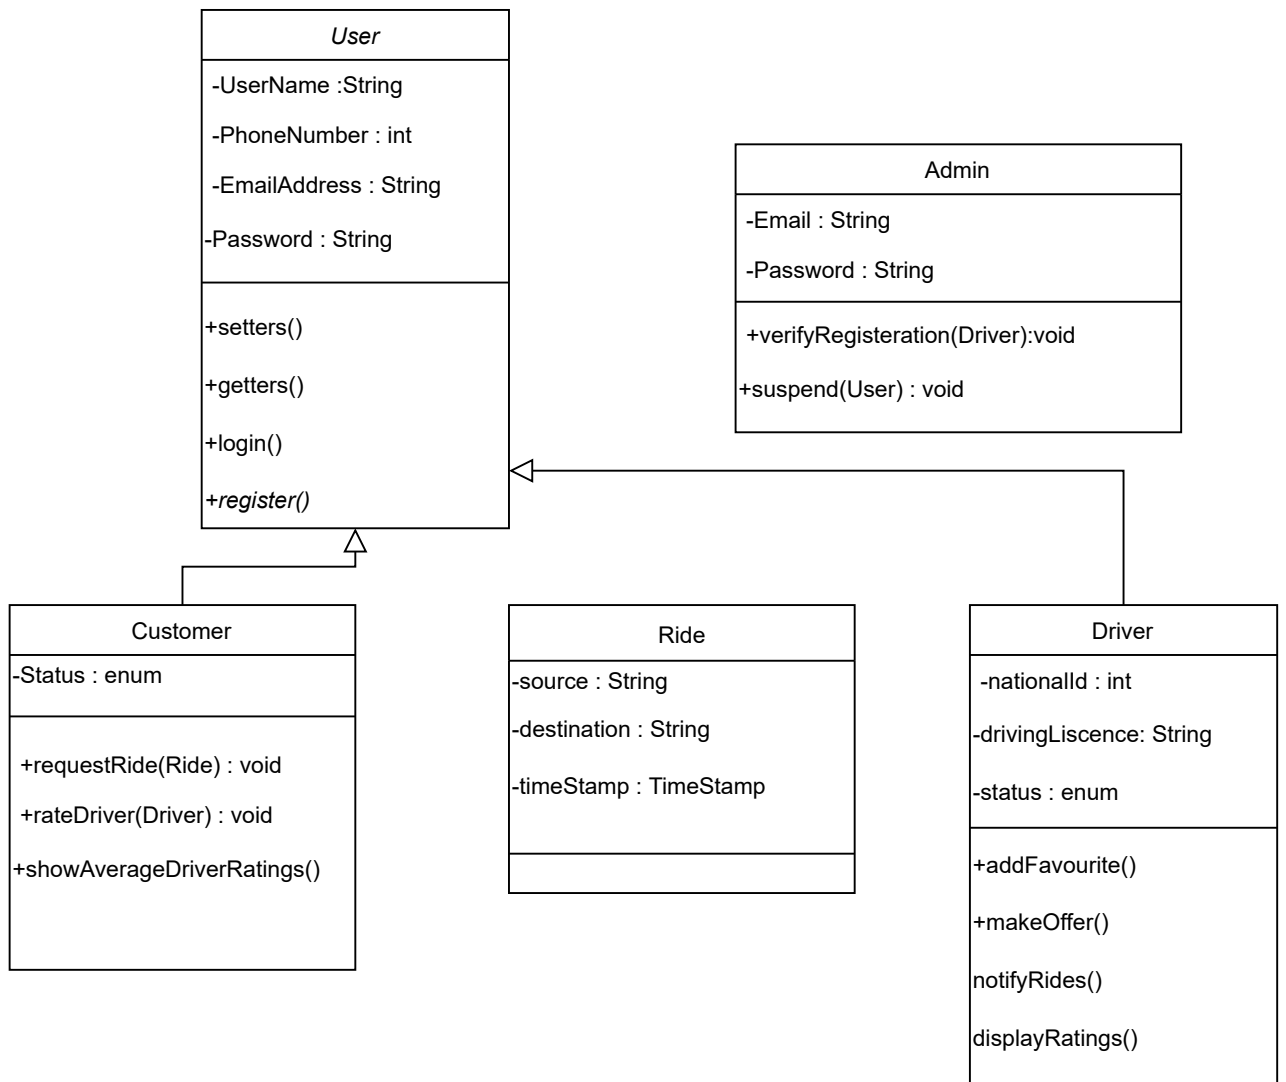 User
-UserName :String
-PhoneNumber : int
-EmailAddress : String
-Password : String
+setters()
+getters()
+login()
+register()
Admin
-Email : String
-Password : String
+verifyRegisteration(Driver):void
+suspend(User) : void
Customer
-Status : enum
+requestRide(Ride) : void
+rateDriver(Driver) : void
+showAverageDriverRatings()
Ride
-source : String
-destination : String
-timeStamp : TimeStamp
Driver
-nationalId : int
-drivingLiscence: String
-status : enum
+addFavourite()
+makeOffer()
notifyRides()
displayRatings()